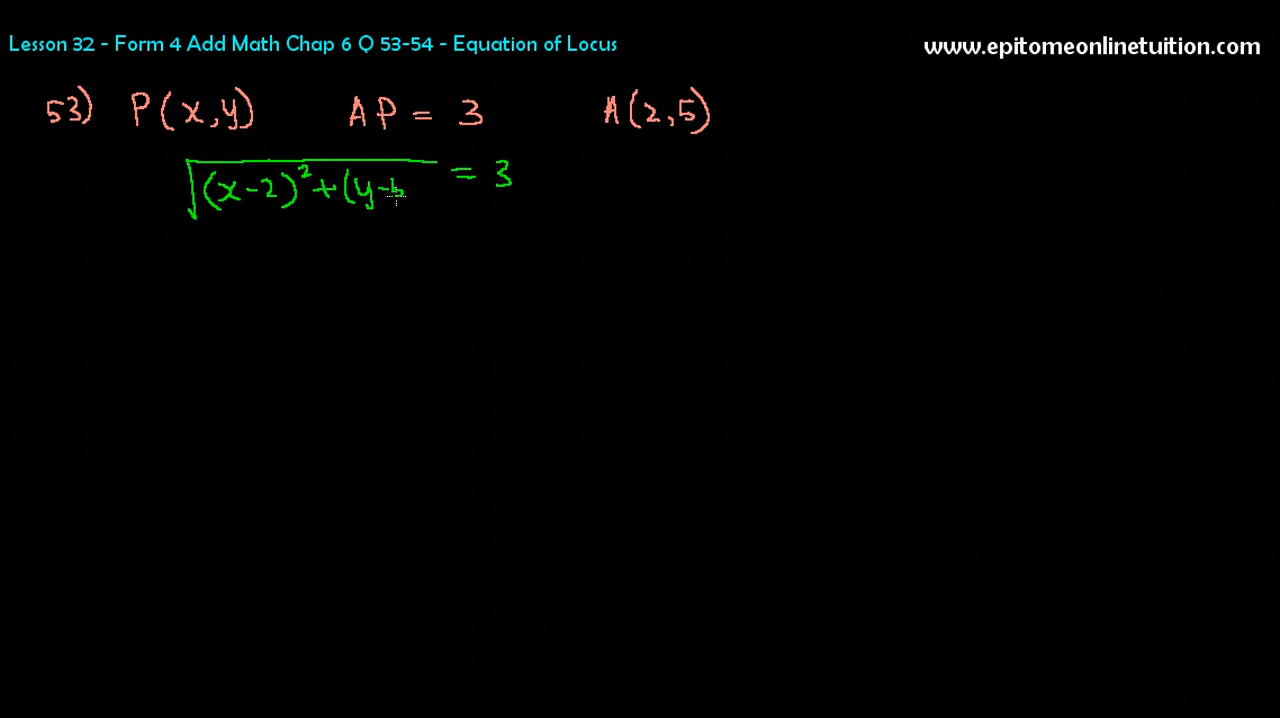 Lesson 32 - Form 4 Add Math Chap 6 Q 53-54 - Equation of Locus
www.epitomeonlinetuition.com
53) P(x,y) AP = 3 A(2,5)
√(x-2)²+(y- = 3